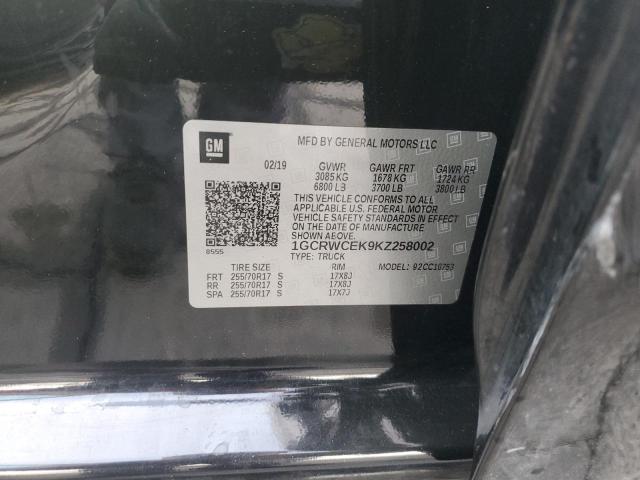 GM
MFD BY GENERAL MOTORS LLC
02/19 GVWR GAWR FRT GAWR RR
3085 KG 1678 KG 1724 KG
6800 LB 3700 LB 3800 LB
THIS VEHICLE CONFORMS TO ALL
APPLICABLE U.S. FEDERAL MOTOR
VEHICLE SAFETY STANDARDS IN EFFECT
ON THE DATE OF MANUFACTURE
SHOWN ABOVE.
8555
1GCRWCEK9KZ258002
TYPE: TRUCK MODEL: 92CC10753
TIRE SIZE RIM
FRT 255/70R17 S 17X8J
RR 255/70R17 S 17X8J
SPA 255/70R17 S 17X7J